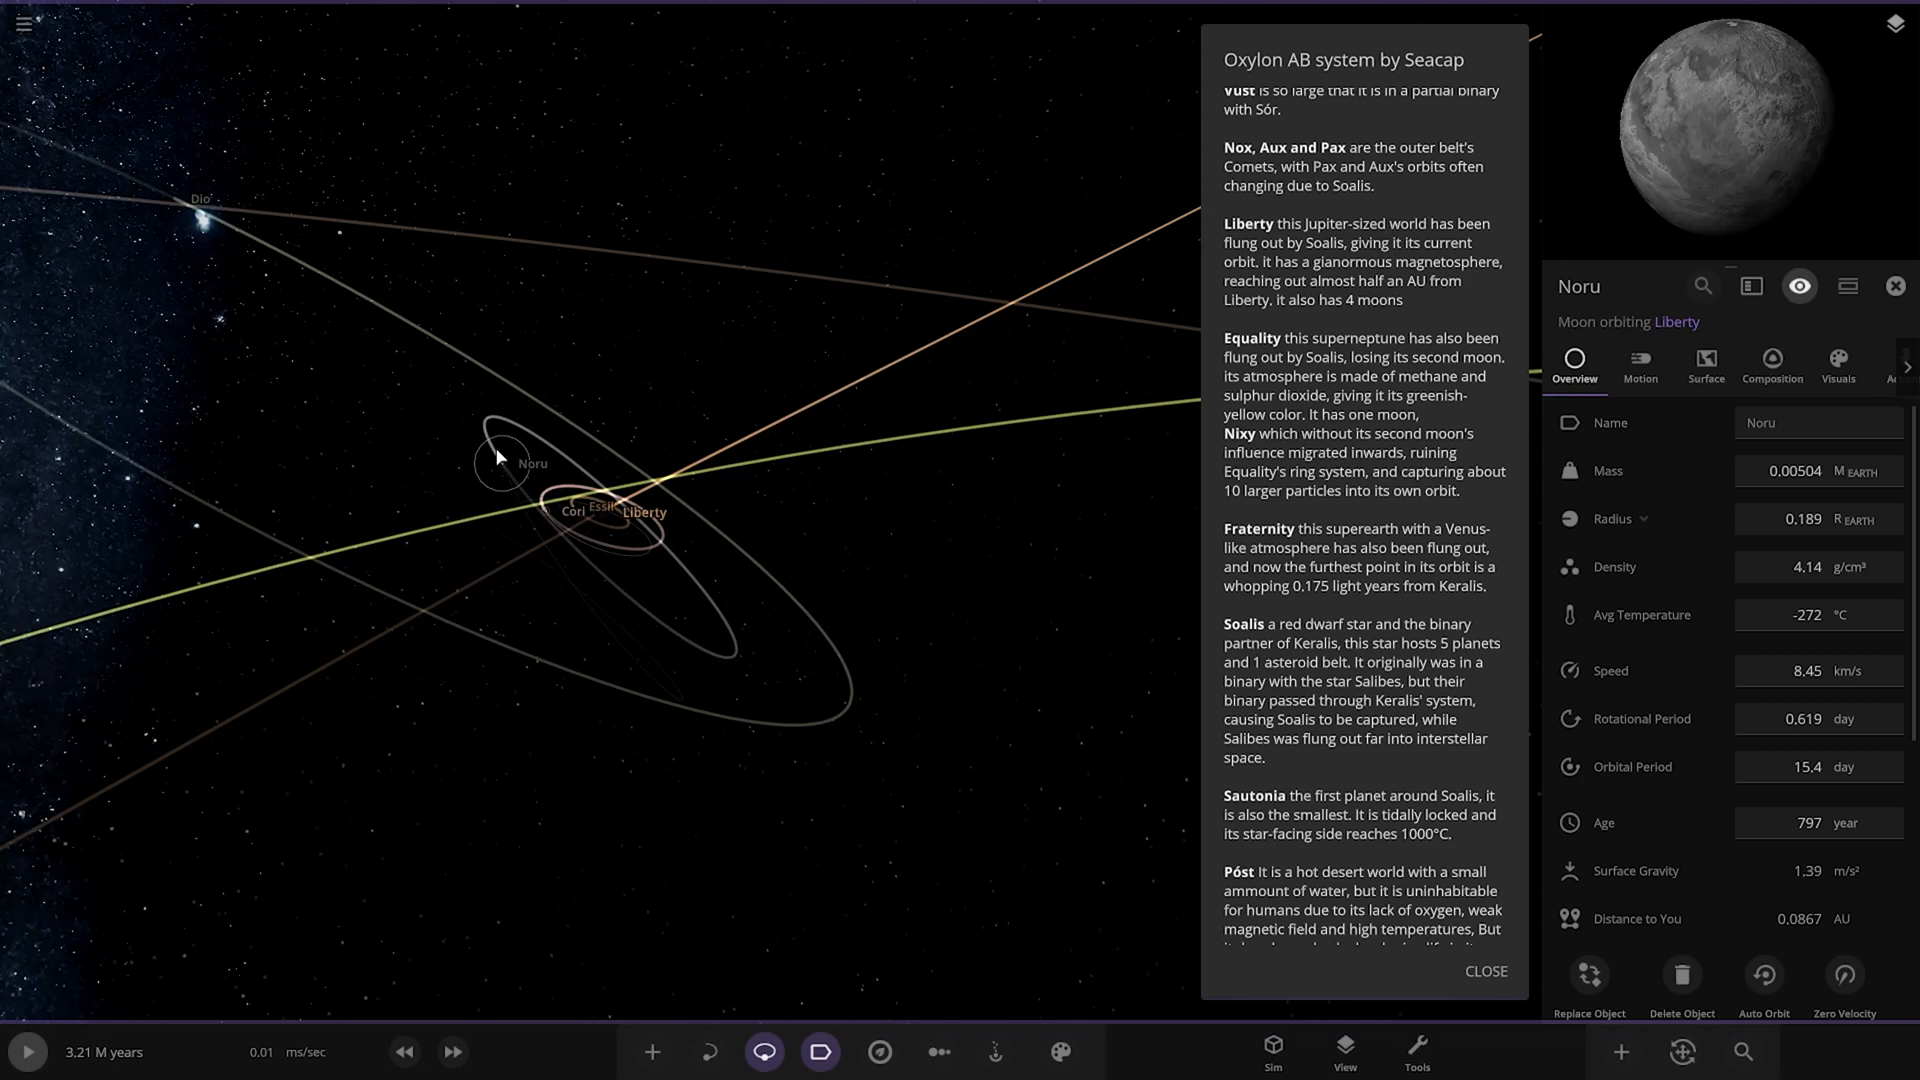 Oxylon AB system by Seacap
Vust is so large that it is in a partial binary
with Sór.
Nox, Aux and Pax are the outer belt's
Comets, with Pax and Aux's orbits often
changing due to Soalis.
Liberty this Jupiter-sized world has been
flung out by Soalis, giving it its current
orbit. it has a gianormous magnetosphere,
reaching out almost half an AU from
Liberty. it also has 4 moons
Equality this superneptune has also been
flung out by Soalis, losing its second moon.
its atmosphere is made of methane and
sulphur dioxide, giving it its greenish-
yellow color. It has one moon,
Nixy which without its second moon's
influence migrated inwards, ruining
Equality's ring system, and capturing about
10 larger particles into its own orbit.
Fraternity this superearth with a Venus-
like atmosphere has also been flung out,
and now the furthest point in its orbit is a
whopping 0.175 light years from Keralis.
Soalis a red dwarf star and the binary
partner of Keralis, this star hosts 5 planets
and 1 asteroid belt. It originally was in a
binary with the star Salibes, but their
binary passed through Keralis' system,
causing Soalis to be captured, while
Salibes was flung out far into interstellar
space.
Sautonia the first planet around Soalis, it
is also the smallest. It is tidally locked and
its star-facing side reaches 1000°C.
Póst It is a hot desert world with a small
ammount of water, but it is uninhabitable
for humans due to its lack of oxygen, weak
magnetic field and high temperatures, But
CLOSE
Dio
Noru
Cori Essil Liberty
Noru
Moon orbiting Liberty
Overview Motion Surface Composition Visuals
Name Noru
Mass 0.00504 M EARTH
Radius 0.189 R EARTH
Density 4.14 g/cm³
Avg Temperature -272 °C
Speed 8.45 km/s
Rotational Period 0.619 day
Orbital Period 15.4 day
Age 797 year
Surface Gravity 1.39 m/s²
Distance to You 0.0867 AU
Replace Object Delete Object Auto Orbit Zero Velocity
3.21 M years 0.01 ms/sec
Sim View Tools